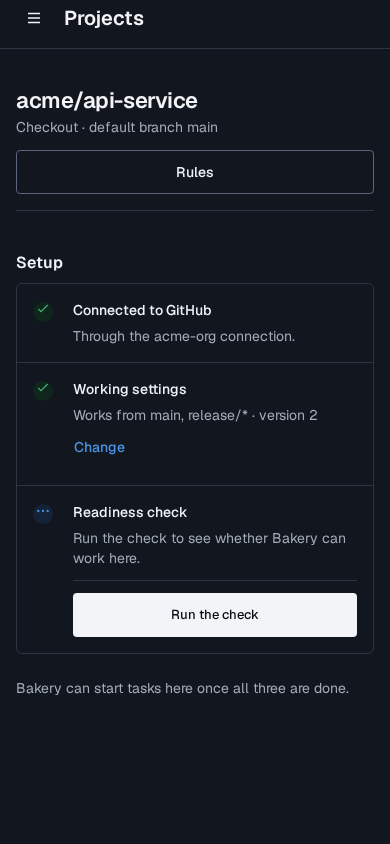 Projects
acme/api-service
Checkout · default branch main
Rules
Setup
Connected to GitHub
Through the acme-org connection.
Working settings
Works from main, release/* · version 2
Change
Readiness check
Run the check to see whether Bakery can
work here.
Run the check
Bakery can start tasks here once all three are done.